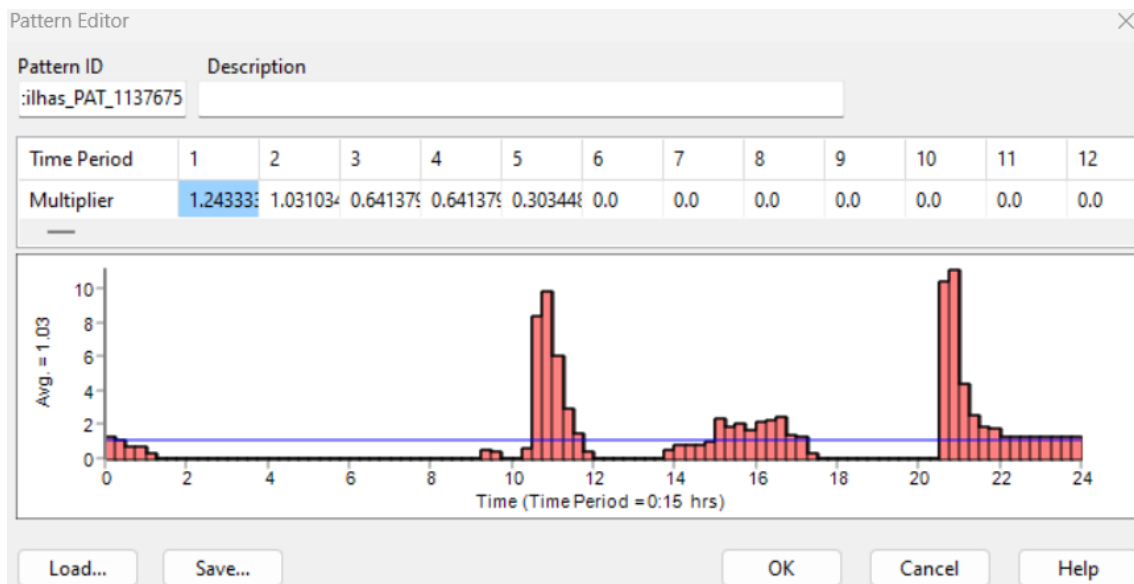 Pattern Editor
Pattern ID Description
:ilhas_PAT_1137675
Time Period 1 2 3 4 5 6 7 8 9 10 11 12
Multiplier 1.243333 1.031034 0.641379 0.641379 0.303448 0.0 0.0 0.0 0.0 0.0 0.0 0.0
Avg. = 1.03
10
8
6
4
2
0
0 2 4 6 8 10 12 14 16 18 20 22 24
Time (Time Period = 0:15 hrs)
Load... Save... OK Cancel Help